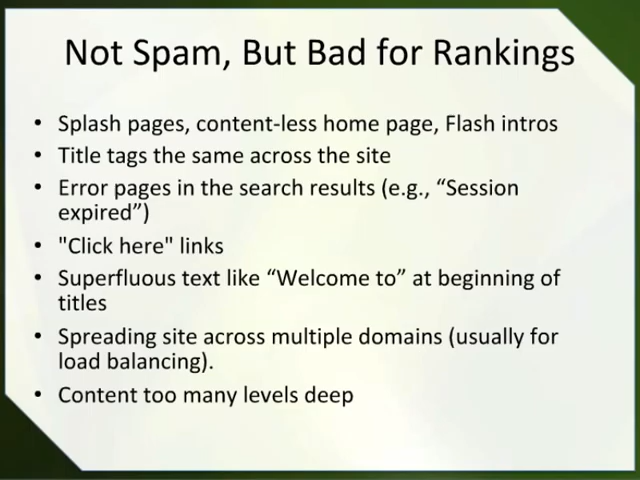 Not Spam, But Bad for Rankings
• Splash pages, content-less home page, Flash intros
• Title tags the same across the site
• Error pages in the search results (e.g., “Session
expired”)
• "Click here" links
• Superfluous text like “Welcome to” at beginning of
titles
• Spreading site across multiple domains (usually for
load balancing).
• Content too many levels deep